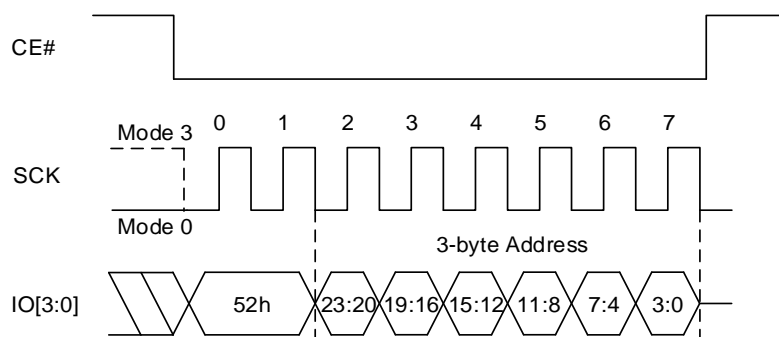 CE#
Mode 3
0 1 2 3 4 5 6 7
SCK
Mode 0
3-byte Address
IO[3:0]
52h
23:20 19:16 15:12 11:8 7:4 3:0